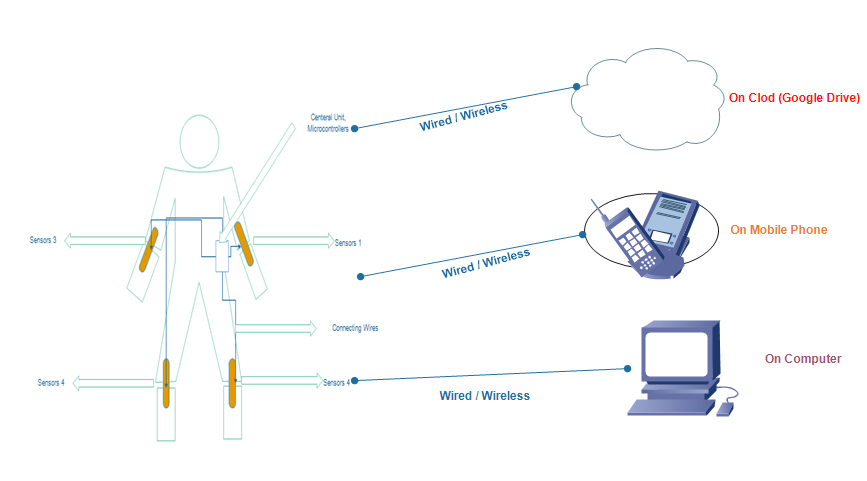 Centeral Unit,
Microcontrollers
Wired / Wireless
On Clod (Google Drive)
Sensors 3
Sensors 1
Wired / Wireless
On Mobile Phone
Connecting Wires
Sensors 4
Sensors 4
Wired / Wireless
On Computer